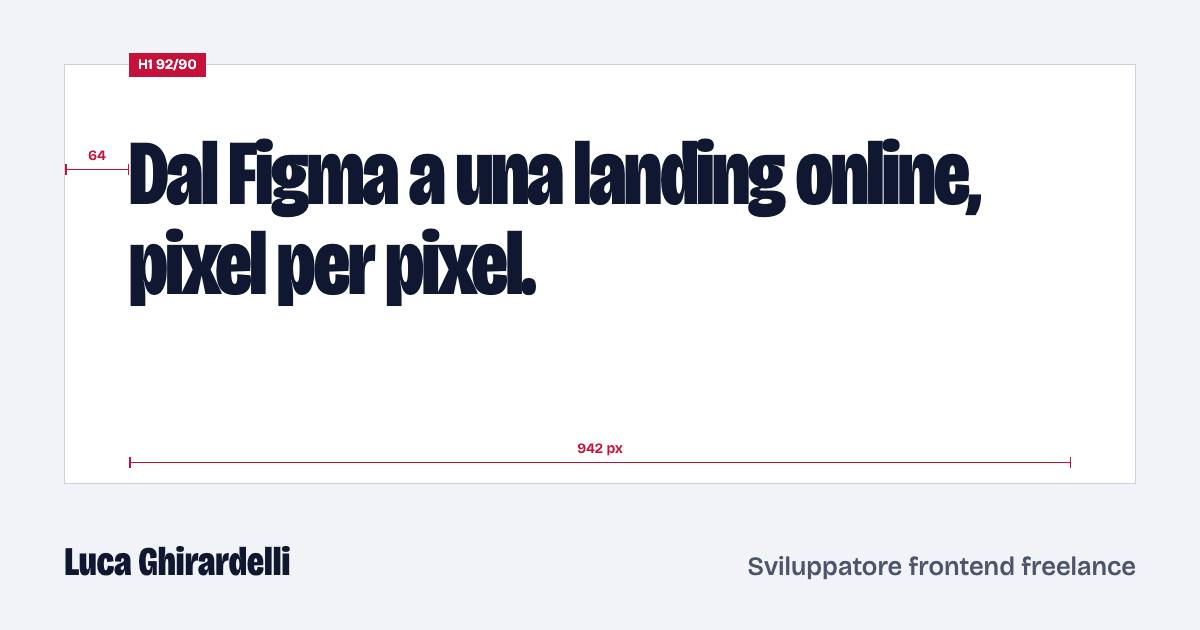 H1 92/90
64
Dal Figma a una landing online,
pixel per pixel.
942 px
Luca Ghirardelli
Sviluppatore frontend freelance